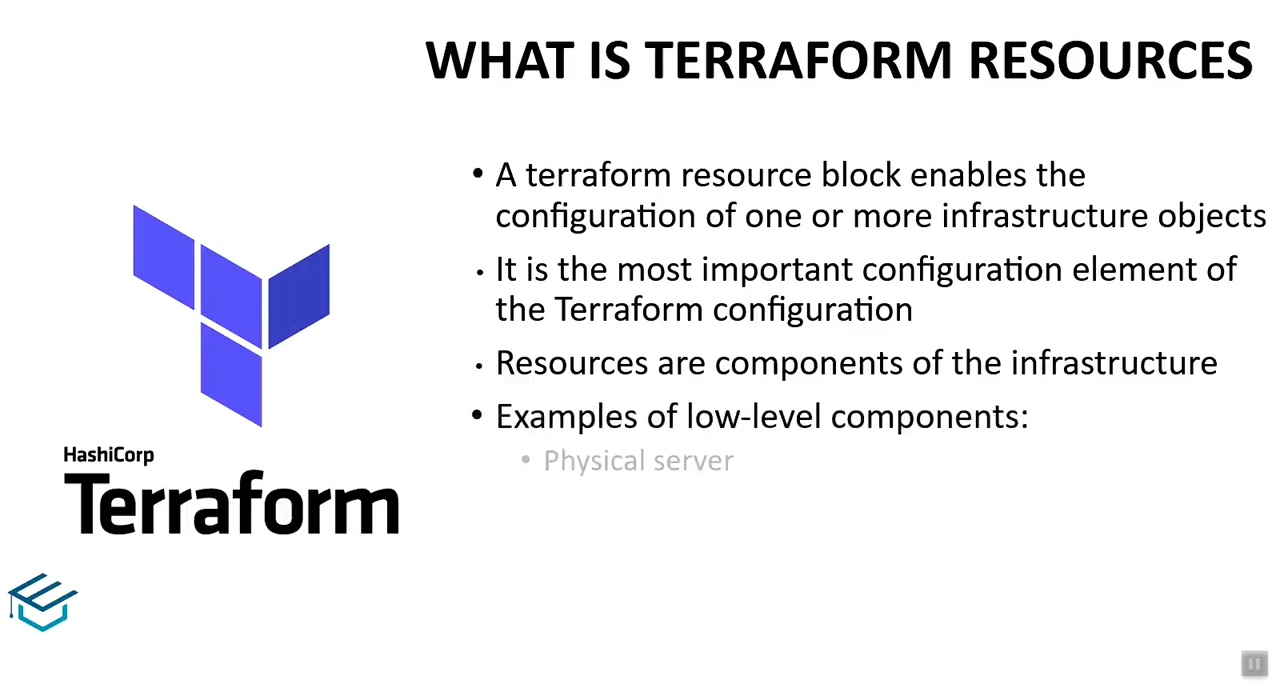 WHAT IS TERRAFORM RESOURCES
• A terraform resource block enables the
configuration of one or more infrastructure objects
• It is the most important configuration element of
the Terraform configuration
• Resources are components of the infrastructure
• Examples of low-level components:
• Physical server
HashiCorp
Terraform